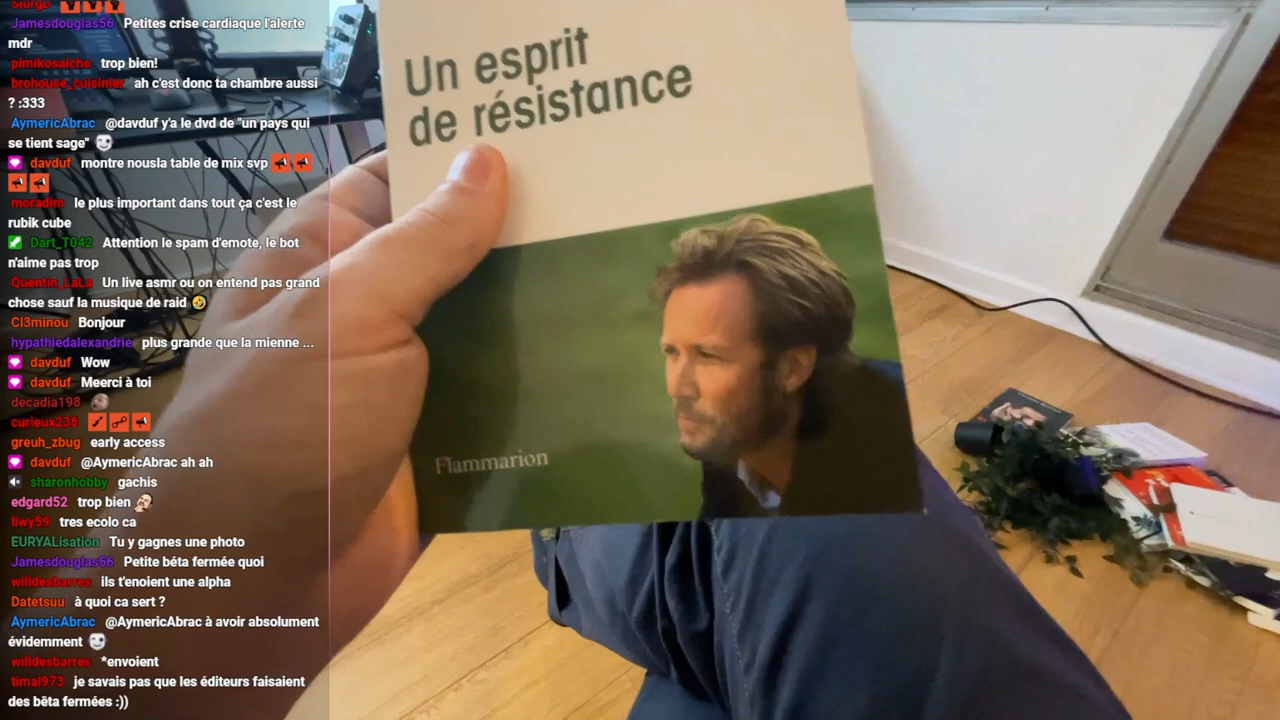 SlurgD
Jamesdouglas56 Petites crise cardiaque l'alerte
mdr
pimikosaicho trop bien!
brohouse_cuisinier ah c'est donc ta chambre aussi
? :333
AymericAbrac @davduf y'a le dvd de "un pays qui
se tient sage"
davduf montre nousla table de mix svp
moradim le plus important dans tout ça c'est le
rubik cube
Dart_T042 Attention le spam d'emote, le bot
n'aime pas trop
Quentin_LaLa Un live asmr ou on entend pas grand
chose sauf la musique de raid
Cl3minou Bonjour
hypathiedalexandrie plus grande que la mienne ...
davduf Wow
davduf Meerci à toi
decadia198
curieux238
greuh_zbug early access
davduf @AymericAbrac ah ah
sharonhobby gachis
edgard52 trop bien
liwy59 tres ecolo ca
EURYALisation Tu y gagnes une photo
Jamesdouglas56 Petite béta fermée quoi
willdesbarres ils t'enoient une alpha
Datetsuu à quoi ca sert ?
AymericAbrac @AymericAbrac à avoir absolument
évidemment
willdesbarres *envoient
timal973 je savais pas que les éditeurs faisaient
des bêta fermées :))
Un esprit
de résistance
Flammarion